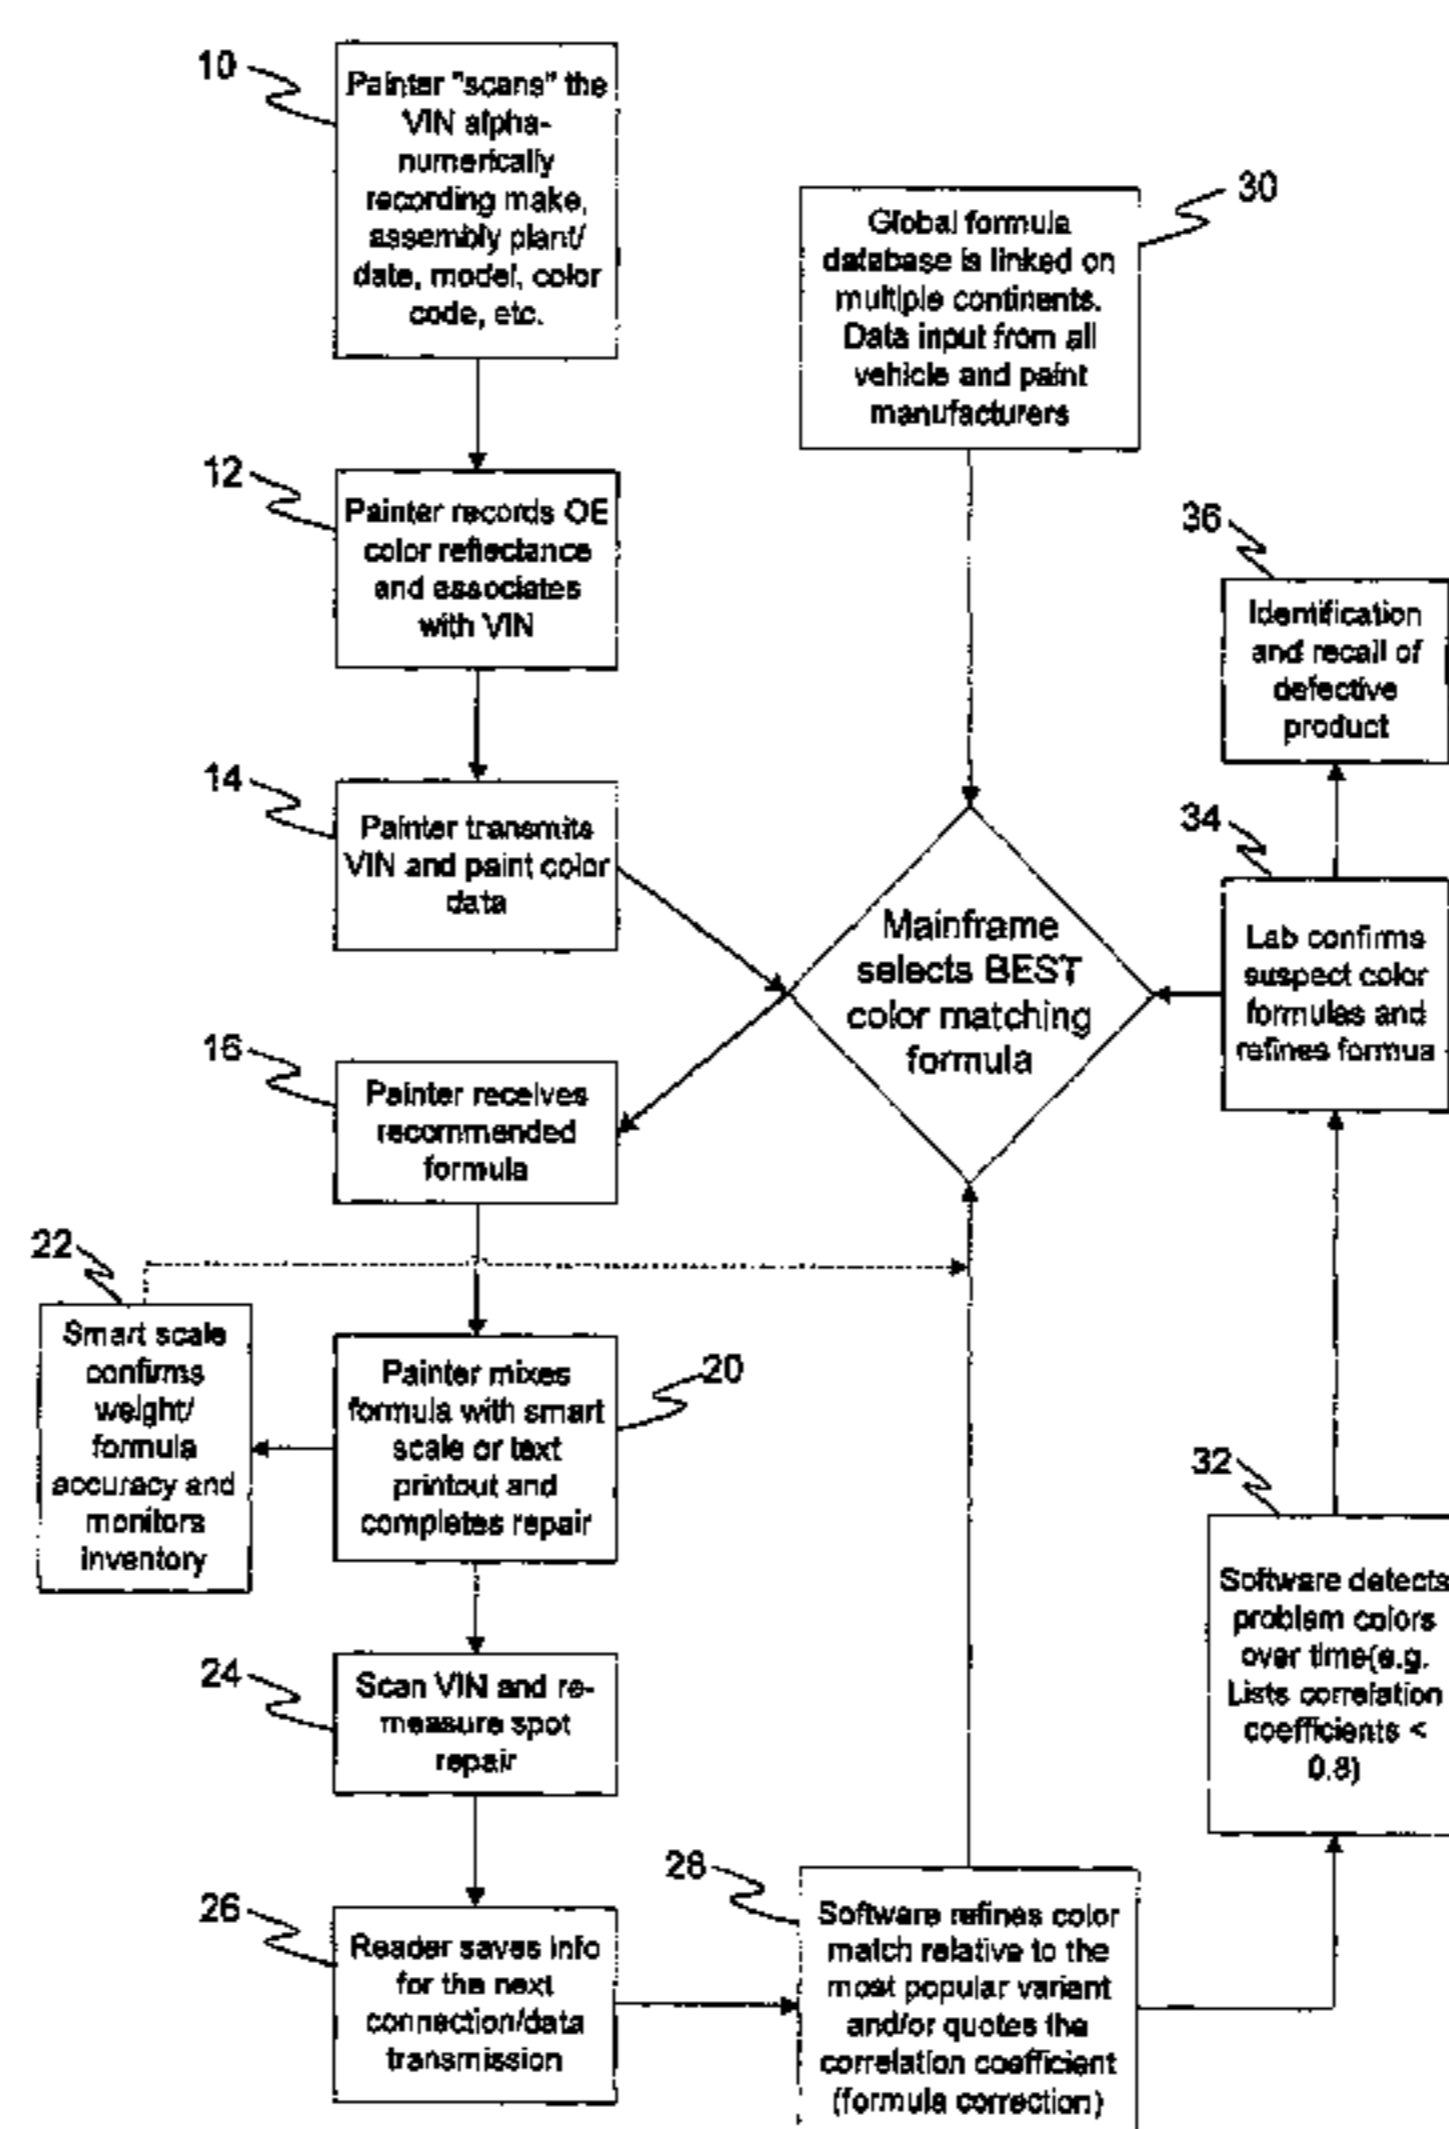 10
Painter "scans" the
VIN alpha-
numerically
recording make,
assembly plant/
date, model, color
code, etc.
12
Painter records OE
color reflectance
and associates
with VIN
14
Painter transmits
VIN and paint color
data
16
Painter receives
recommended
formula
22
Smart scale
confirms
weight/
formula
accuracy and
monitors
inventory
20
Painter mixes
formula with smart
scale or text
printout and
completes repair
24
Scan VIN and re-
measure spot
repair
26
Reader saves info
for the next
connection/data
transmission
30
Global formula
database is linked on
multiple continents.
Data input from all
vehicle and paint
manufacturers
Mainframe
selects BEST
color matching
formula
28
Software refines color
match relative to the
most popular variant
and/or quotes the
correlation coefficient
(formula correction)
36
Identification
and recall of
defective
product
34
Lab confirms
suspect color
formulas and
refines formua
32
Software detects
problem colors
over time(e.g.
Lists correlation
coefficients <
0.8)